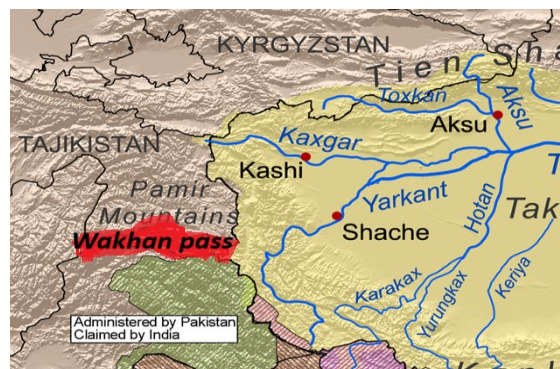 KYRGYZSTAN
Tien Sha
Toxkan
Aksu
Aksu
TAJIKISTAN
Kaxgar
Kashi
Pamir
Mountains
Yarkant
Hotan
Tak
Wakhan pass
Shache
Karakax
Yurungkax
Keriya
Administered by Pakistan
Claimed by India